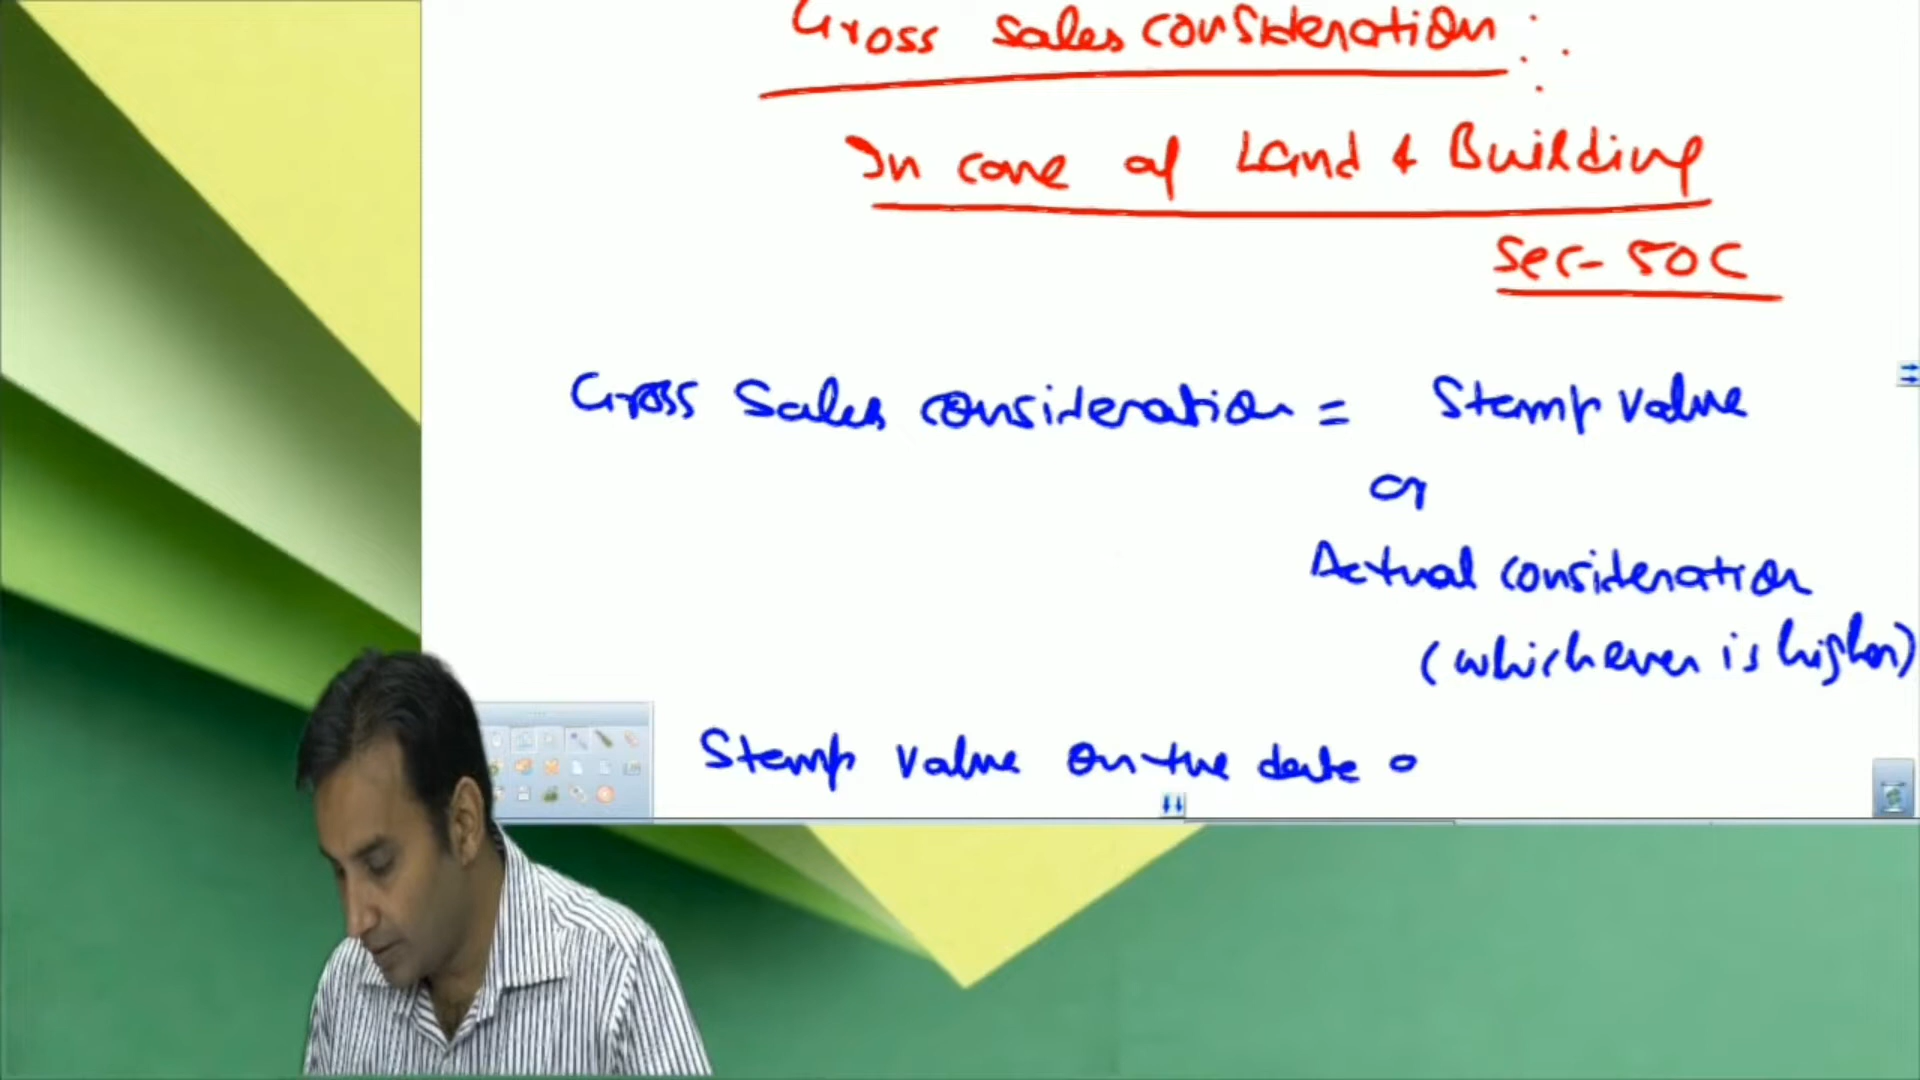 Gross sales consideration :
In case of Land & Building
Sec- 50C
Gross Sales consideration = Stamp value
or
Actual consideration
(whichever is higher)
Stamp value on the date o